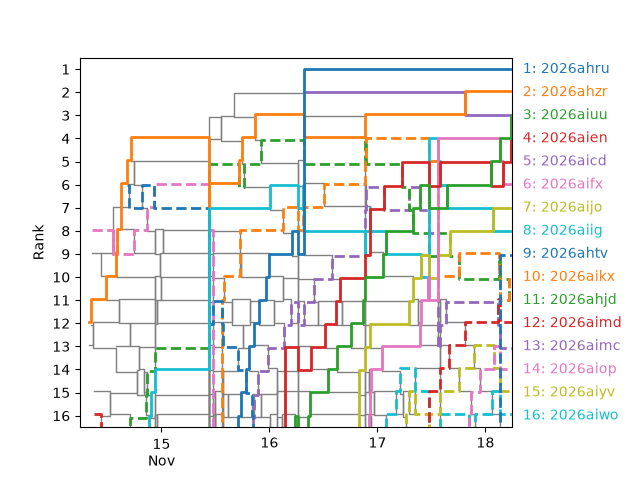 1
2
3
4
5
6
7
8
9
10
11
12
13
14
15
16
Rank
15
16
17
18
Nov
1: 2026ahru
2: 2026ahzr
3: 2026aiuu
4: 2026aien
5: 2026aicd
6: 2026aifx
7: 2026aijo
8: 2026aiig
9: 2026ahtv
10: 2026aikx
11: 2026ahjd
12: 2026aimd
13: 2026aimc
14: 2026aiop
15: 2026aiyv
16: 2026aiwo